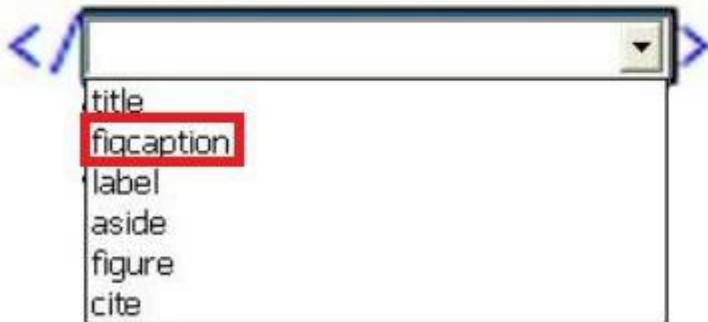 </ >
title
figcaption
label
aside
figure
cite